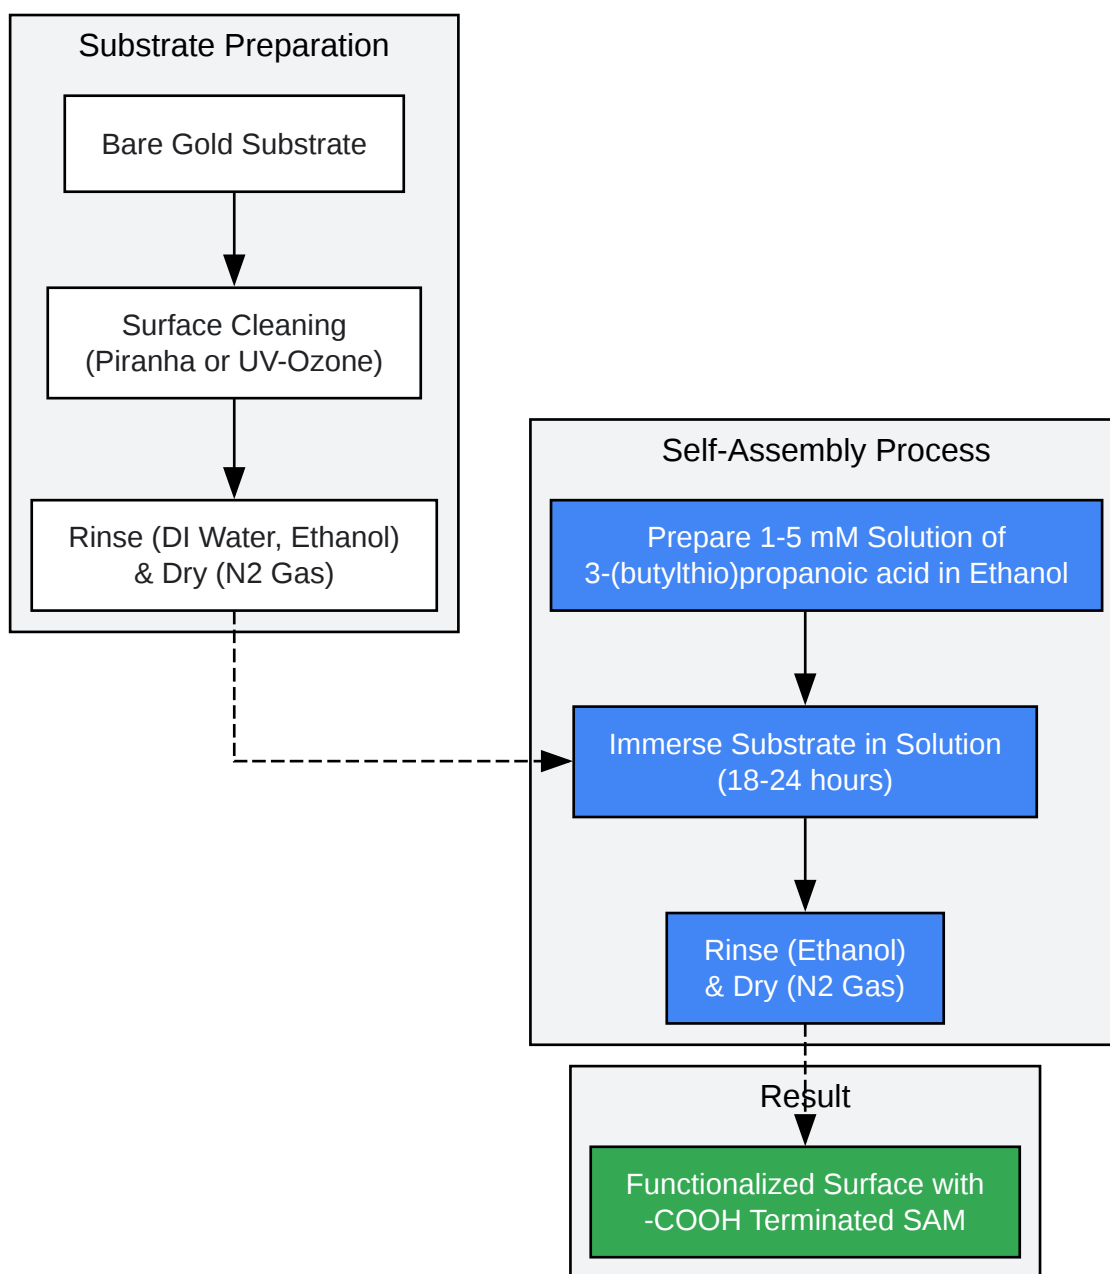 Substrate Preparation
Bare Gold Substrate
Surface Cleaning
(Piranha or UV-Ozone)
Rinse (DI Water, Ethanol)
& Dry (N2 Gas)
Self-Assembly Process
Prepare 1-5 mM Solution of
3-(butylthio)propanoic acid in Ethanol
Immerse Substrate in Solution
(18-24 hours)
Rinse (Ethanol)
& Dry (N2 Gas)
Result
Functionalized Surface with
-COOH Terminated SAM